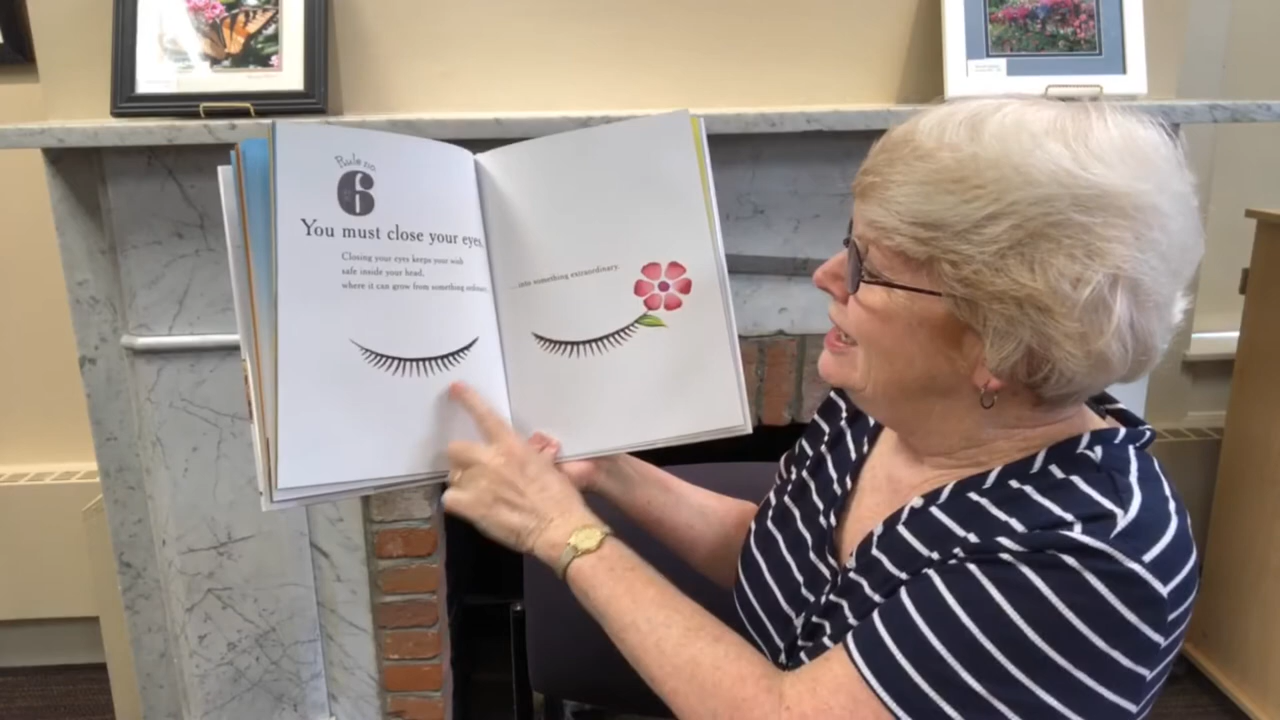 Rule no.
6
You must close your eyes.
Closing your eyes keeps your wish
safe inside your head,
where it can grow from something ordinary...
...into something extraordinary.